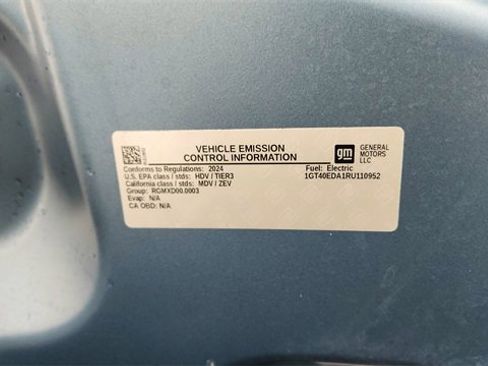 VEHICLE EMISSION
CONTROL INFORMATION
gm
GENERAL
MOTORS
LLC
Conforms to Regulations: 2024
Fuel: Electric
U.S. EPA class / stds: HDV / TIER3
1GT40EDA1RU110952
California class / stds: MDV / ZEV
Group: RGMXD00.0003
Evap: N/A
CA OBD: N/A